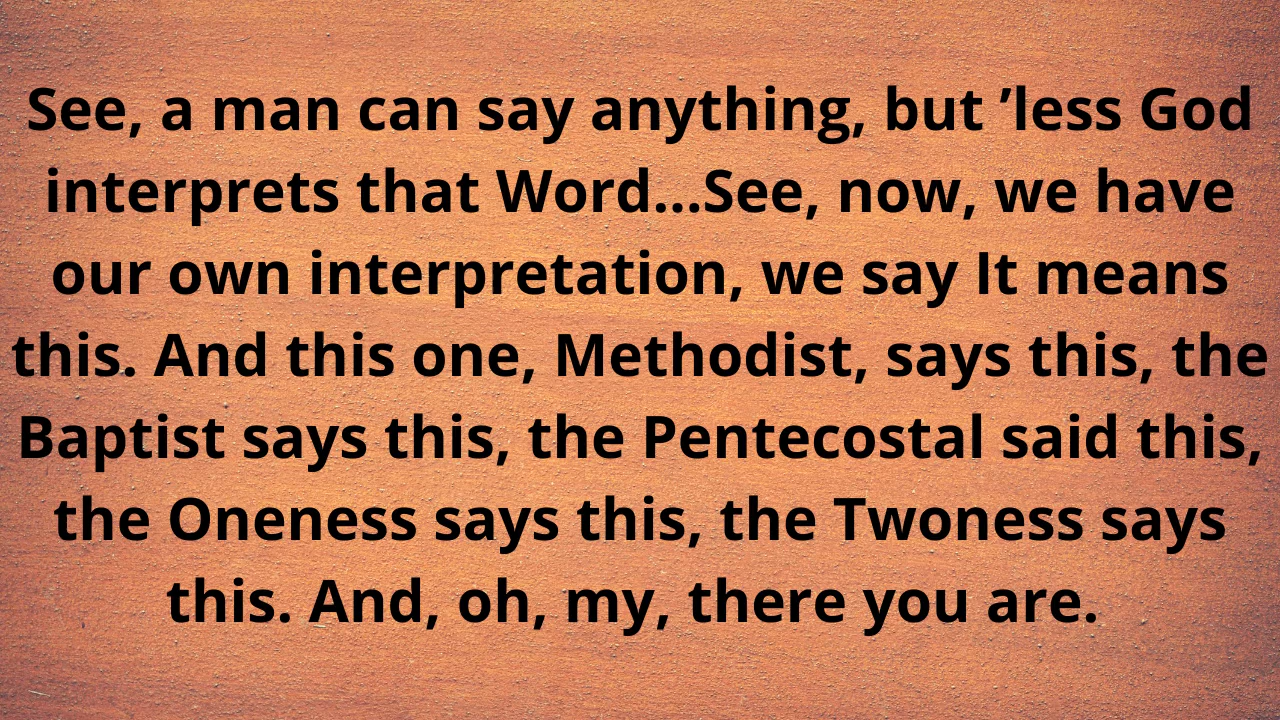 See, a man can say anything, but ’less God
interprets that Word...See, now, we have
our own interpretation, we say It means
this. And this one, Methodist, says this, the
Baptist says this, the Pentecostal said this,
the Oneness says this, the Twoness says
this. And, oh, my, there you are.